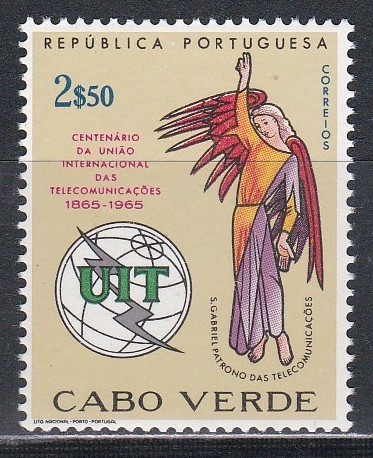 REPÚBLICA PORTUGUESA
2$50
CORREIOS
CENTENÁRIO
DA UNIÃO
INTERNACIONAL
DAS
TELECOMUNICAÇÕES
1865-1965
UIT
S. GABRIEL PATRONO DAS TELECOMUNICAÇÕES
CABO VERDE
LITO. NACIONAL - PORTO - PORTUGAL